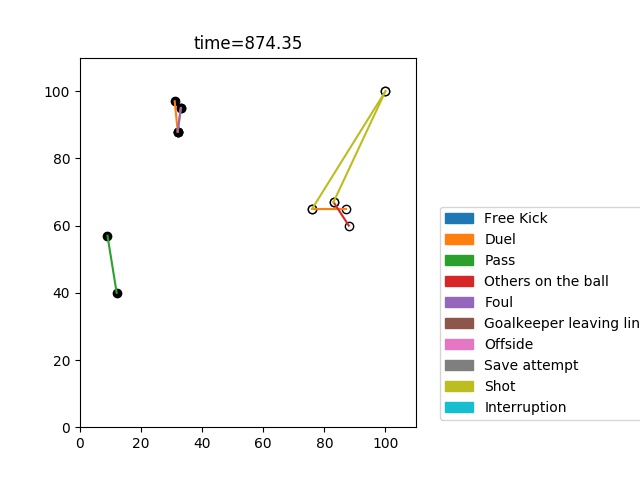 time=874.35
100
80
60
40
20
0
0 20 40 60 80 100
Free Kick
Duel
Pass
Others on the ball
Foul
Goalkeeper leaving lin
Offside
Save attempt
Shot
Interruption